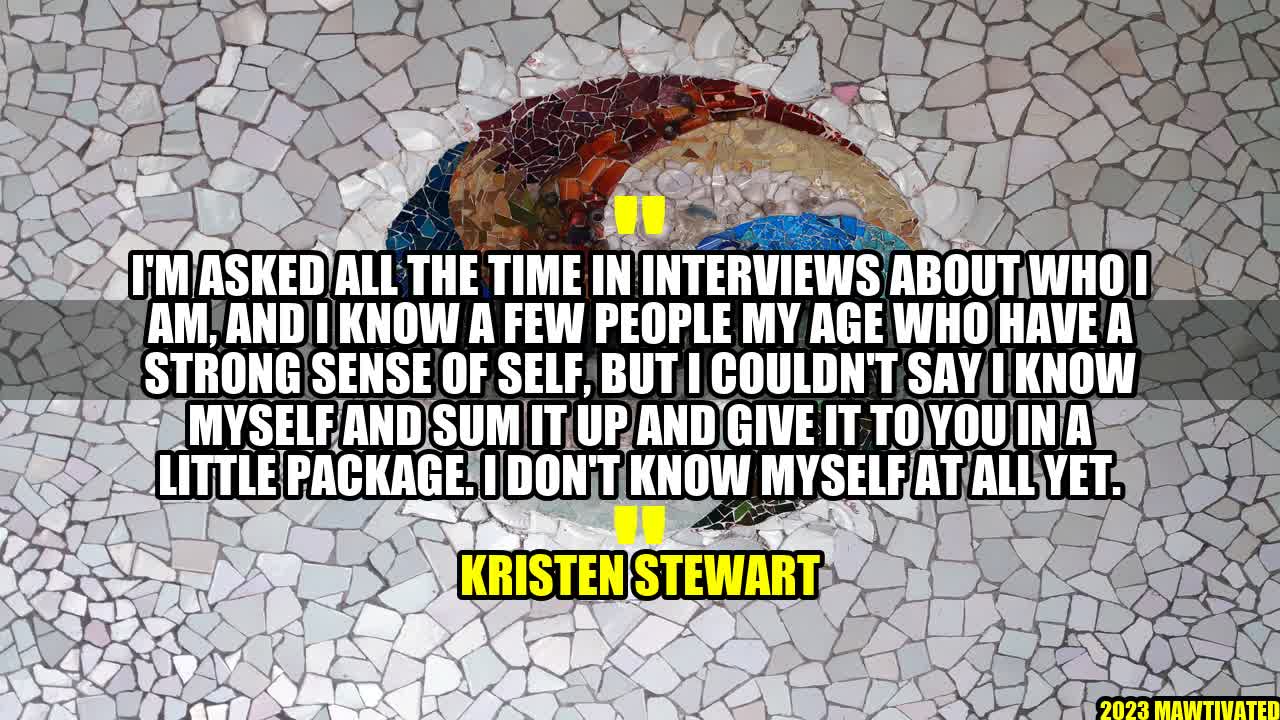 "
I'M ASKED ALL THE TIME IN INTERVIEWS ABOUT WHO I
AM, AND I KNOW A FEW PEOPLE MY AGE WHO HAVE A
STRONG SENSE OF SELF, BUT I COULDN'T SAY I KNOW
MYSELF AND SUM IT UP AND GIVE IT TO YOU IN A
LITTLE PACKAGE. I DON'T KNOW MYSELF AT ALL YET.
"
KRISTEN STEWART
2023 MAWTIVATED